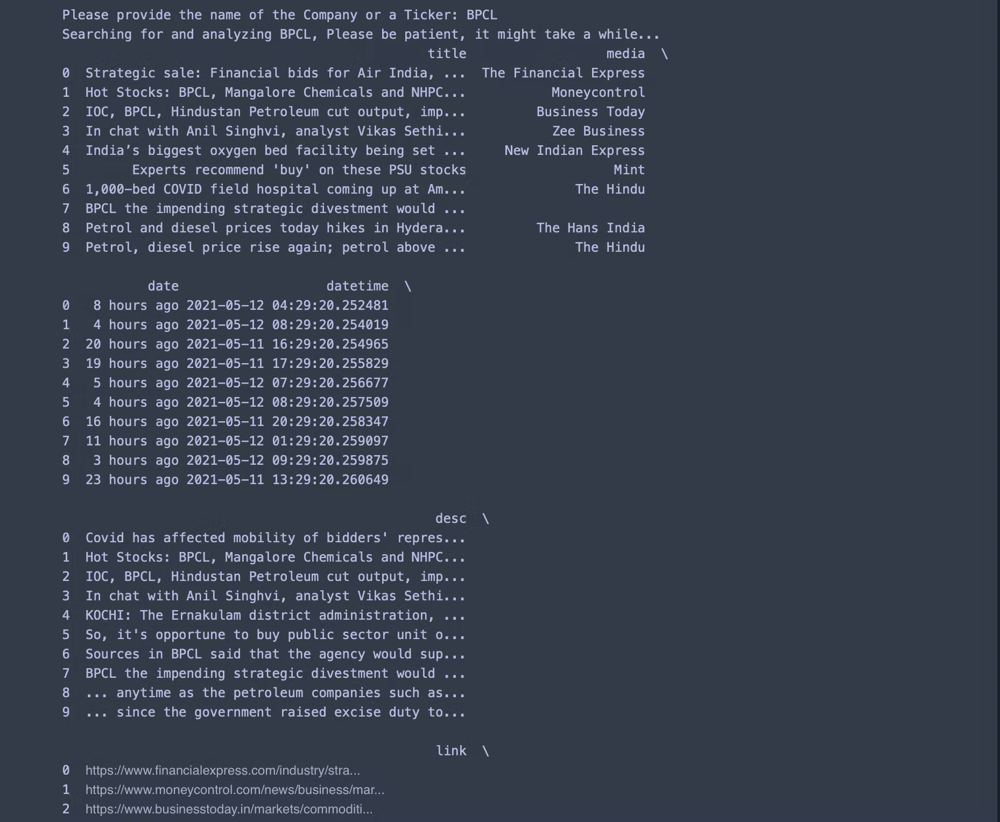 Please provide the name of the Company or a Ticker: BPCL
Searching for and analyzing BPCL, Please be patient, it might take a while...
title media \
0 Strategic sale: Financial bids for Air India, ... The Financial Express
1 Hot Stocks: BPCL, Mangalore Chemicals and NHPC... Moneycontrol
2 IOC, BPCL, Hindustan Petroleum cut output, imp... Business Today
3 In chat with Anil Singhvi, analyst Vikas Sethi... Zee Business
4 India’s biggest oxygen bed facility being set ... New Indian Express
5 Experts recommend 'buy' on these PSU stocks Mint
6 1,000-bed COVID field hospital coming up at Am... The Hindu
7 BPCL the impending strategic divestment would ...
8 Petrol and diesel prices today hikes in Hydera... The Hans India
9 Petrol, diesel price rise again; petrol above ... The Hindu
date datetime \
0 8 hours ago 2021-05-12 04:29:20.252481
1 4 hours ago 2021-05-12 08:29:20.254019
2 20 hours ago 2021-05-11 16:29:20.254965
3 19 hours ago 2021-05-11 17:29:20.255829
4 5 hours ago 2021-05-12 07:29:20.256677
5 4 hours ago 2021-05-12 08:29:20.257509
6 16 hours ago 2021-05-11 20:29:20.258347
7 11 hours ago 2021-05-12 01:29:20.259097
8 3 hours ago 2021-05-12 09:29:20.259875
9 23 hours ago 2021-05-11 13:29:20.260649
desc \
0 Covid has affected mobility of bidders' repres...
1 Hot Stocks: BPCL, Mangalore Chemicals and NHPC...
2 IOC, BPCL, Hindustan Petroleum cut output, imp...
3 In chat with Anil Singhvi, analyst Vikas Sethi...
4 KOCHI: The Ernakulam district administration, ...
5 So, it's opportune to buy public sector unit o...
6 Sources in BPCL said that the agency would sup...
7 BPCL the impending strategic divestment would ...
8 ... anytime as the petroleum companies such as...
9 ... since the government raised excise duty to...
link \
0 https://www.financialexpress.com/industry/stra...
1 https://www.moneycontrol.com/news/business/mar...
2 https://www.businesstoday.in/markets/commoditi...